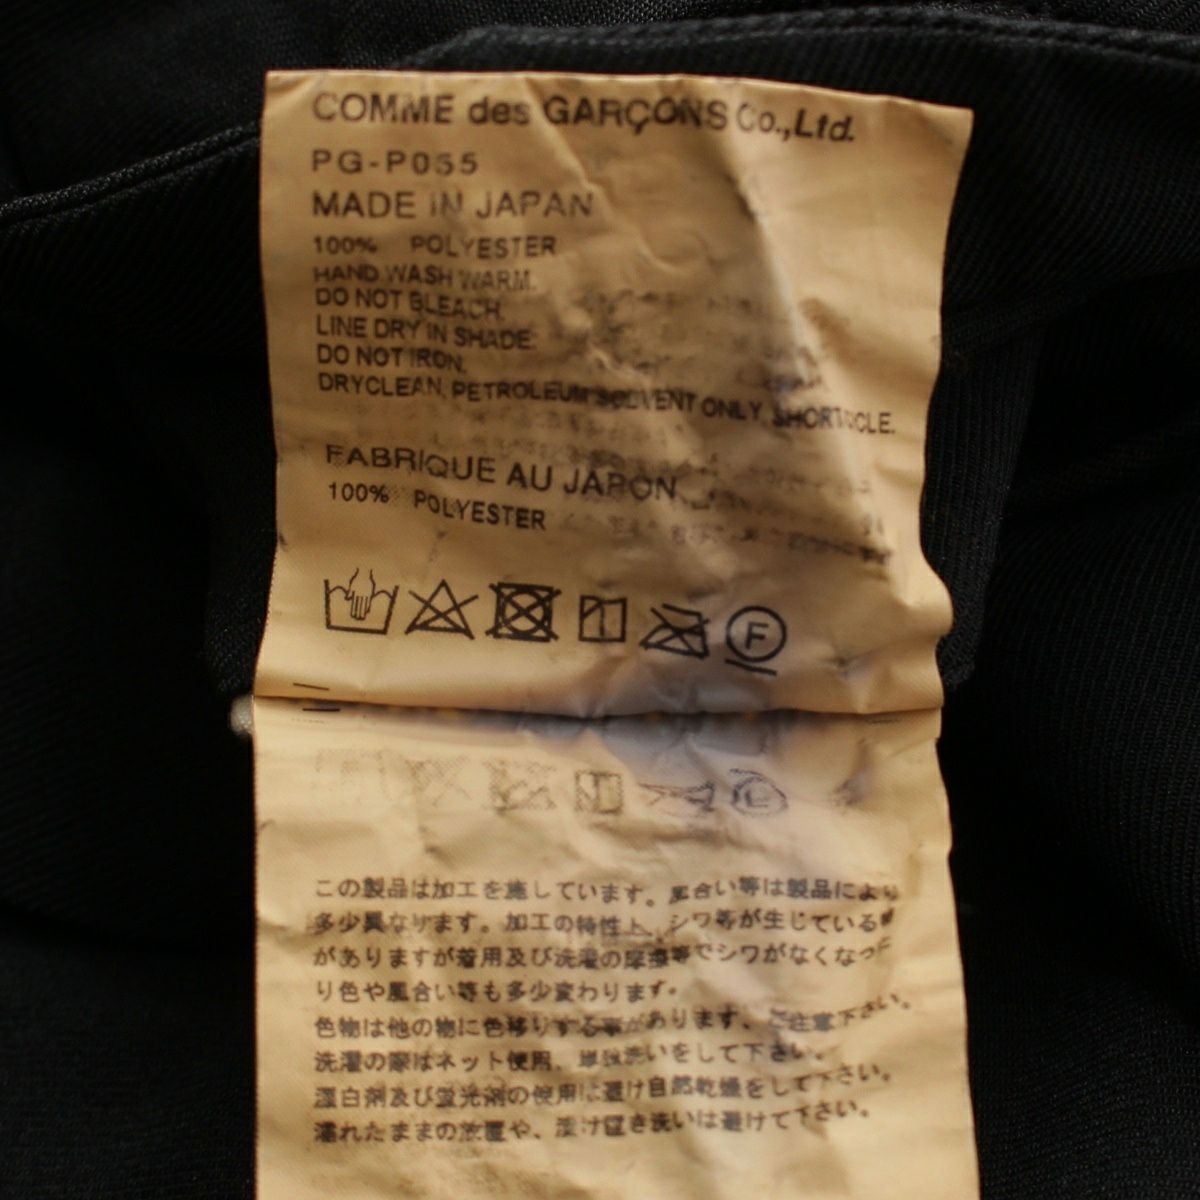 COMME des GARÇONS Co.,Ltd.
PG-P055
MADE IN JAPAN
100% POLYESTER
HAND WASH WARM.
DO NOT BLEACH.
LINE DRY IN SHADE.
DO NOT IRON.
DRYCLEAN, PETROLEUM SOLVENT ONLY, SHORT
FABRIQUE AU JAPON
100% POLYESTER
F
この製品は加工を施しています。風合い等は製品により
多少異なります。加工の特性上、シワ等が生じている
がありますが着用及び洗濯の摩擦等でシワがなくなった
り色や風合い等も多少変わります。
色物は他の物に色移りする事があります、ご注意下さい。
洗濯の際はネット使用、単独洗いをして下さい。
漂白剤及び蛍光剤の使用は避け自然乾燥をして下さい。
濡れたままの放置や、漬け置き洗いは避けて下さい。